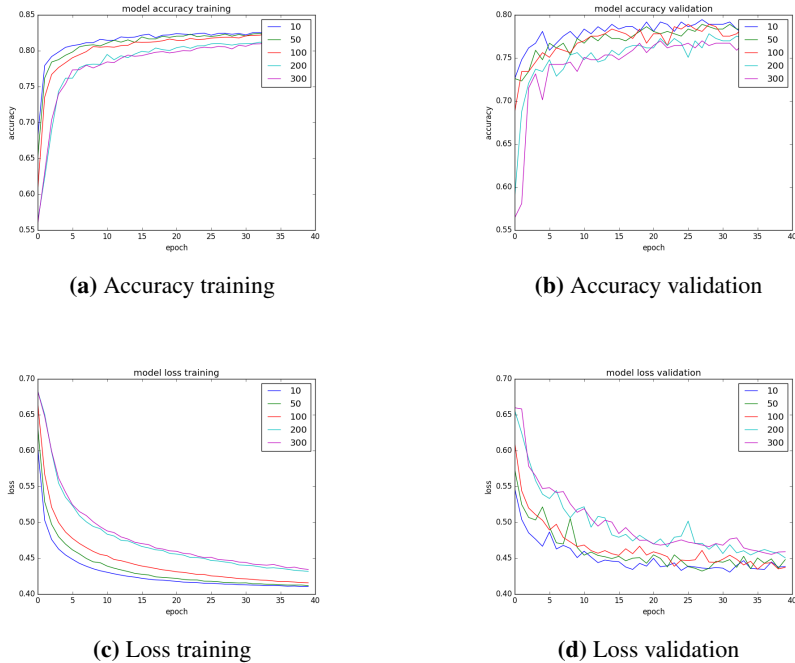 model accuracy training
0.85
0.80
0.75
0.70
0.65
0.60
0.55
accuracy
0 5 10 15 20 25 30 35 40
epoch
10
50
100
200
300
(a) Accuracy training
model accuracy validation
0.80
0.75
0.70
0.65
0.60
0.55
accuracy
0 5 10 15 20 25 30 35 40
epoch
10
50
100
200
300
(b) Accuracy validation
model loss training
0.70
0.65
0.60
0.55
0.50
0.45
0.40
loss
0 5 10 15 20 25 30 35 40
epoch
10
50
100
200
300
(c) Loss training
model loss validation
0.70
0.65
0.60
0.55
0.50
0.45
0.40
loss
0 5 10 15 20 25 30 35 40
epoch
10
50
100
200
300
(d) Loss validation